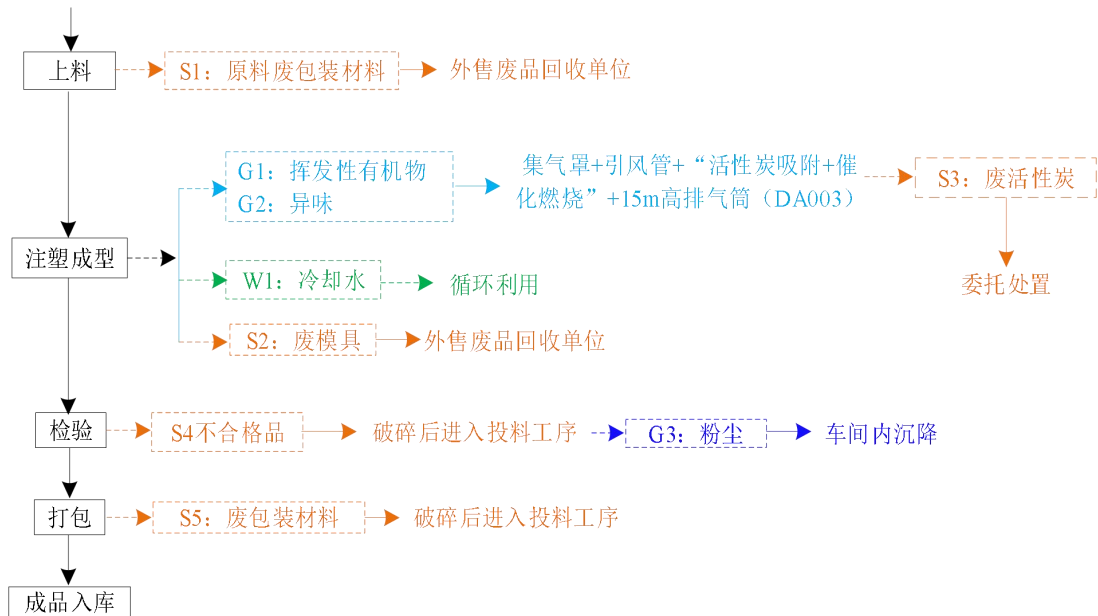 上料
S1：原料废包装材料
外售废品回收单位
G1：挥发性有机物
G2：异味
集气罩+引风管+“活性炭吸附+催
化燃烧”+15m高排气筒（DA003）
S3：废活性炭
注塑成型
W1：冷却水
循环利用
委托处置
S2：废模具
外售废品回收单位
检验
S4不合格品
破碎后进入投料工序
G3：粉尘
车间内沉降
打包
S5：废包装材料
破碎后进入投料工序
成品入库